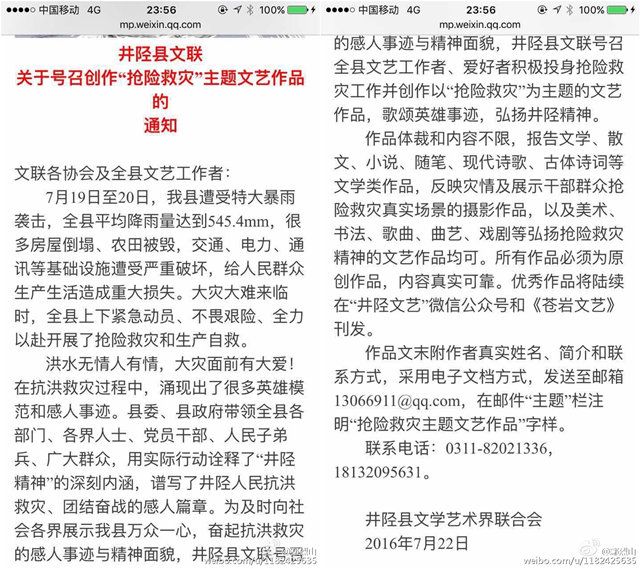 中国移动 4G 23:56 100%
mp.weixin.qq.com
井陉县文联
关于号召创作“抢险救灾”主题文艺作品
的
通知
文联各协会及全县文艺工作者：
7月19日至20日，我县遭受特大暴雨
袭击，全县平均降雨量达到545.4mm，很
多房屋倒塌、农田被毁，交通、电力、通
讯等基础设施遭受严重破坏，给人民群众
生产生活造成重大损失。大灾大难来临
时，全县上下紧急动员、不畏艰险、全力
以赴开展了抢险救灾和生产自救。
洪水无情人有情，大灾面前有大爱！
在抗洪救灾过程中，涌现出了很多英雄模
范和感人事迹。县委、县政府带领全县各
部门、各界人士、党员干部、人民子弟
兵、广大群众，用实际行动诠释了“井陉
精神”的深刻内涵，谱写了井陉人民抗洪
救灾、团结奋战的感人篇章。为及时向社
会各界展示我县万众一心，奋起抗洪救灾
的感人事迹与精神面貌，井陉县文联号召
中国移动 4G 23:56 100%
mp.weixin.qq.com
的感人事迹与精神面貌，井陉县文联号召
全县文艺工作者、爱好者积极投身抢险救
灾工作并创作以“抢险救灾”为主题的文艺
作品，歌颂英雄事迹，弘扬井陉精神。
作品体裁和内容不限，报告文学、散
文、小说、随笔、现代诗歌、古体诗词等
文学类作品，反映灾情及展示干部群众抢
险救灾真实场景的摄影作品，以及美术、
书法、歌曲、曲艺、戏剧等弘扬抢险救灾
精神的文艺作品均可。所有作品必须为原
创作品，内容真实可靠。优秀作品将陆续
在“井陉文艺”微信公众号和《苍岩文艺》
刊发。
作品文末附作者真实姓名、简介和联
系方式，采用电子文档方式，发送至邮箱
13066911@qq.com，在邮件“主题”栏注
明“抢险救灾主题文艺作品”字样。
联系电话：0311-82021336，
18132095631。
井陉县文学艺术界联合会
2016年7月22日
weibo.com/u/1182425635